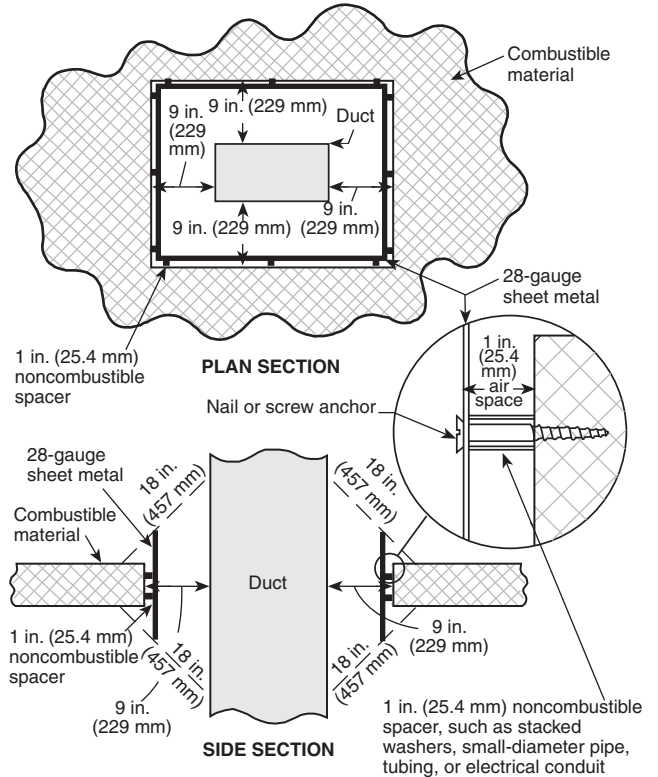 Combustible
material
9 in.
(229
mm)
9 in. (229 mm)
Duct
9 in. (229 mm)
9 in.
(229 mm)
28-gauge
sheet metal
1 in. (25.4 mm)
noncombustible
spacer
PLAN SECTION
1 in.
(25.4
mm)
air
space
Nail or screw anchor
28-gauge
sheet metal
18 in.
(457 mm)
18 in.
(457 mm)
Combustible
material
Duct
1 in. (25.4 mm)
noncombustible
spacer
18 in.
(457 mm)
18 in.
(457 mm)
9 in.
(229 mm)
9 in.
(229 mm)
SIDE SECTION
1 in. (25.4 mm) noncombustible
spacer, such as stacked
washers, small-diameter pipe,
tubing, or electrical conduit